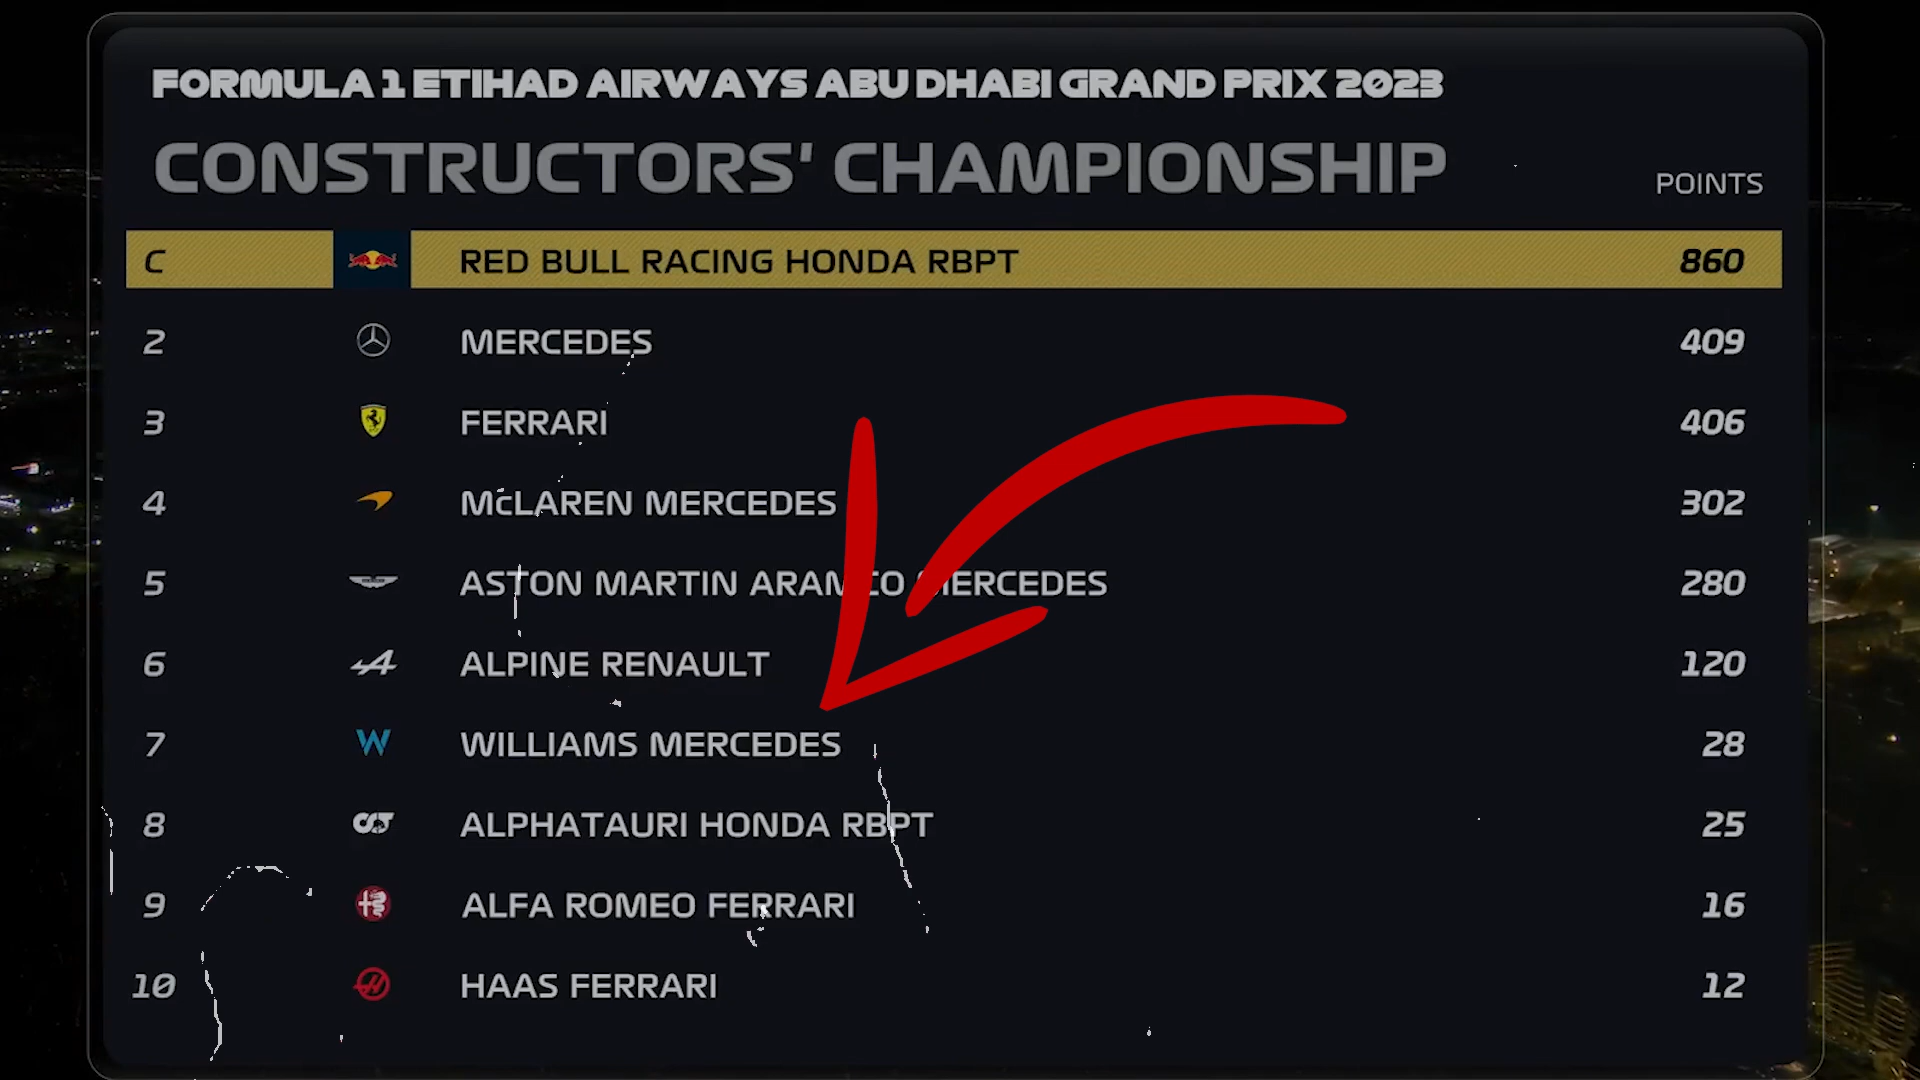 FORMULA 1 ETIHAD AIRWAYS ABU DHABI GRAND PRIX 2023
CONSTRUCTORS' CHAMPIONSHIP POINTS
C RED BULL RACING HONDA RBPT 860
2 MERCEDES 409
3 FERRARI 406
4 McLAREN MERCEDES 302
5 ASTON MARTIN ARAMCO MERCEDES 280
6 ALPINE RENAULT 120
7 WILLIAMS MERCEDES 28
8 ALPHATAURI HONDA RBPT 25
9 ALFA ROMEO FERRARI 16
10 HAAS FERRARI 12